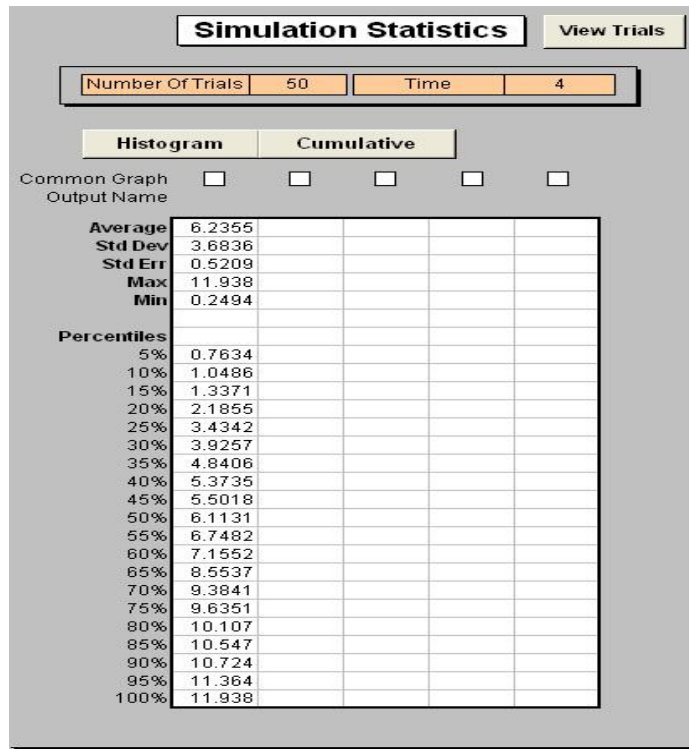 Simulation Statistics
View Trials
Number Of Trials 50 Time 4
Histogram Cumulative
Common Graph
Output Name
Average 6.2355
Std Dev 3.6836
Std Err 0.5209
Max 11.938
Min 0.2494
Percentiles
5% 0.7634
10% 1.0486
15% 1.3371
20% 2.1855
25% 3.4342
30% 3.9257
35% 4.8406
40% 5.3735
45% 5.5018
50% 6.1131
55% 6.7482
60% 7.1552
65% 8.5537
70% 9.3841
75% 9.6351
80% 10.107
85% 10.547
90% 10.724
95% 11.364
100% 11.938